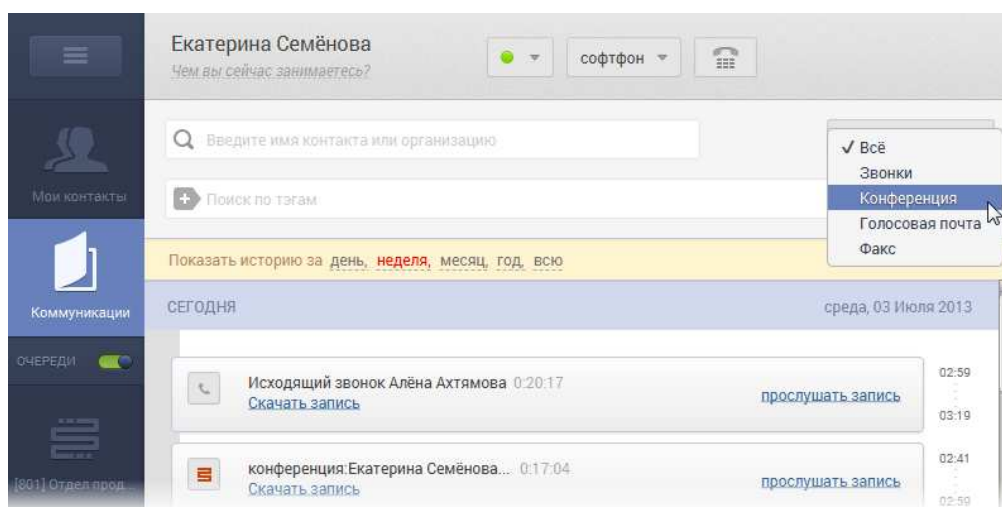 Екатерина Семёнова
Чем вы сейчас занимаетесь?
софтфон
Введите имя контакта или организацию
Поиск по тэгам
✓ Всё
Звонки
Конференция
Голосовая почта
Факс
Мои контакты
Коммуникации
ОЧЕРЕДИ
[801] Отдел прод...
Показать историю за день, неделя, месяц, год, всю
СЕГОДНЯ среда, 03 Июля 2013
Исходящий звонок Алёна Ахтямова 0:20:17
Скачать запись
прослушать запись
02:59
03:19
конференция:Екатерина Семёнова... 0:17:04
Скачать запись
прослушать запись
02:41
02:59